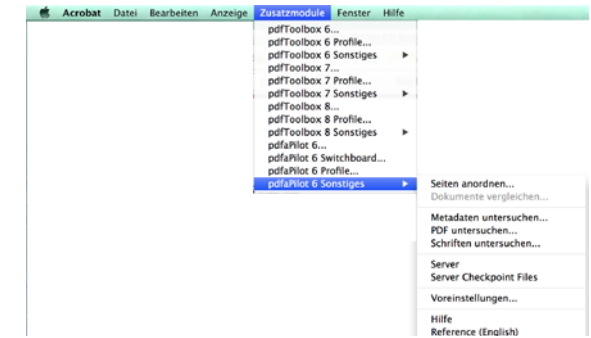 Acrobat Datei Bearbeiten Anzeige Zusatzmodule Fenster Hilfe
pdfToolbox 6...
pdfToolbox 6 Profile...
pdfToolbox 6 Sonstiges
pdfToolbox 7...
pdfToolbox 7 Profile...
pdfToolbox 7 Sonstiges
pdfToolbox 8...
pdfToolbox 8 Profile...
pdfToolbox 8 Sonstiges
pdfaPilot 6...
pdfaPilot 6 Switchboard...
pdfaPilot 6 Profile...
pdfaPilot 6 Sonstiges
Seiten anordnen...
Dokumente vergleichen...
Metadaten untersuchen...
PDF untersuchen...
Schriften untersuchen...
Server
Server Checkpoint Files
Voreinstellungen...
Hilfe
Reference (English)